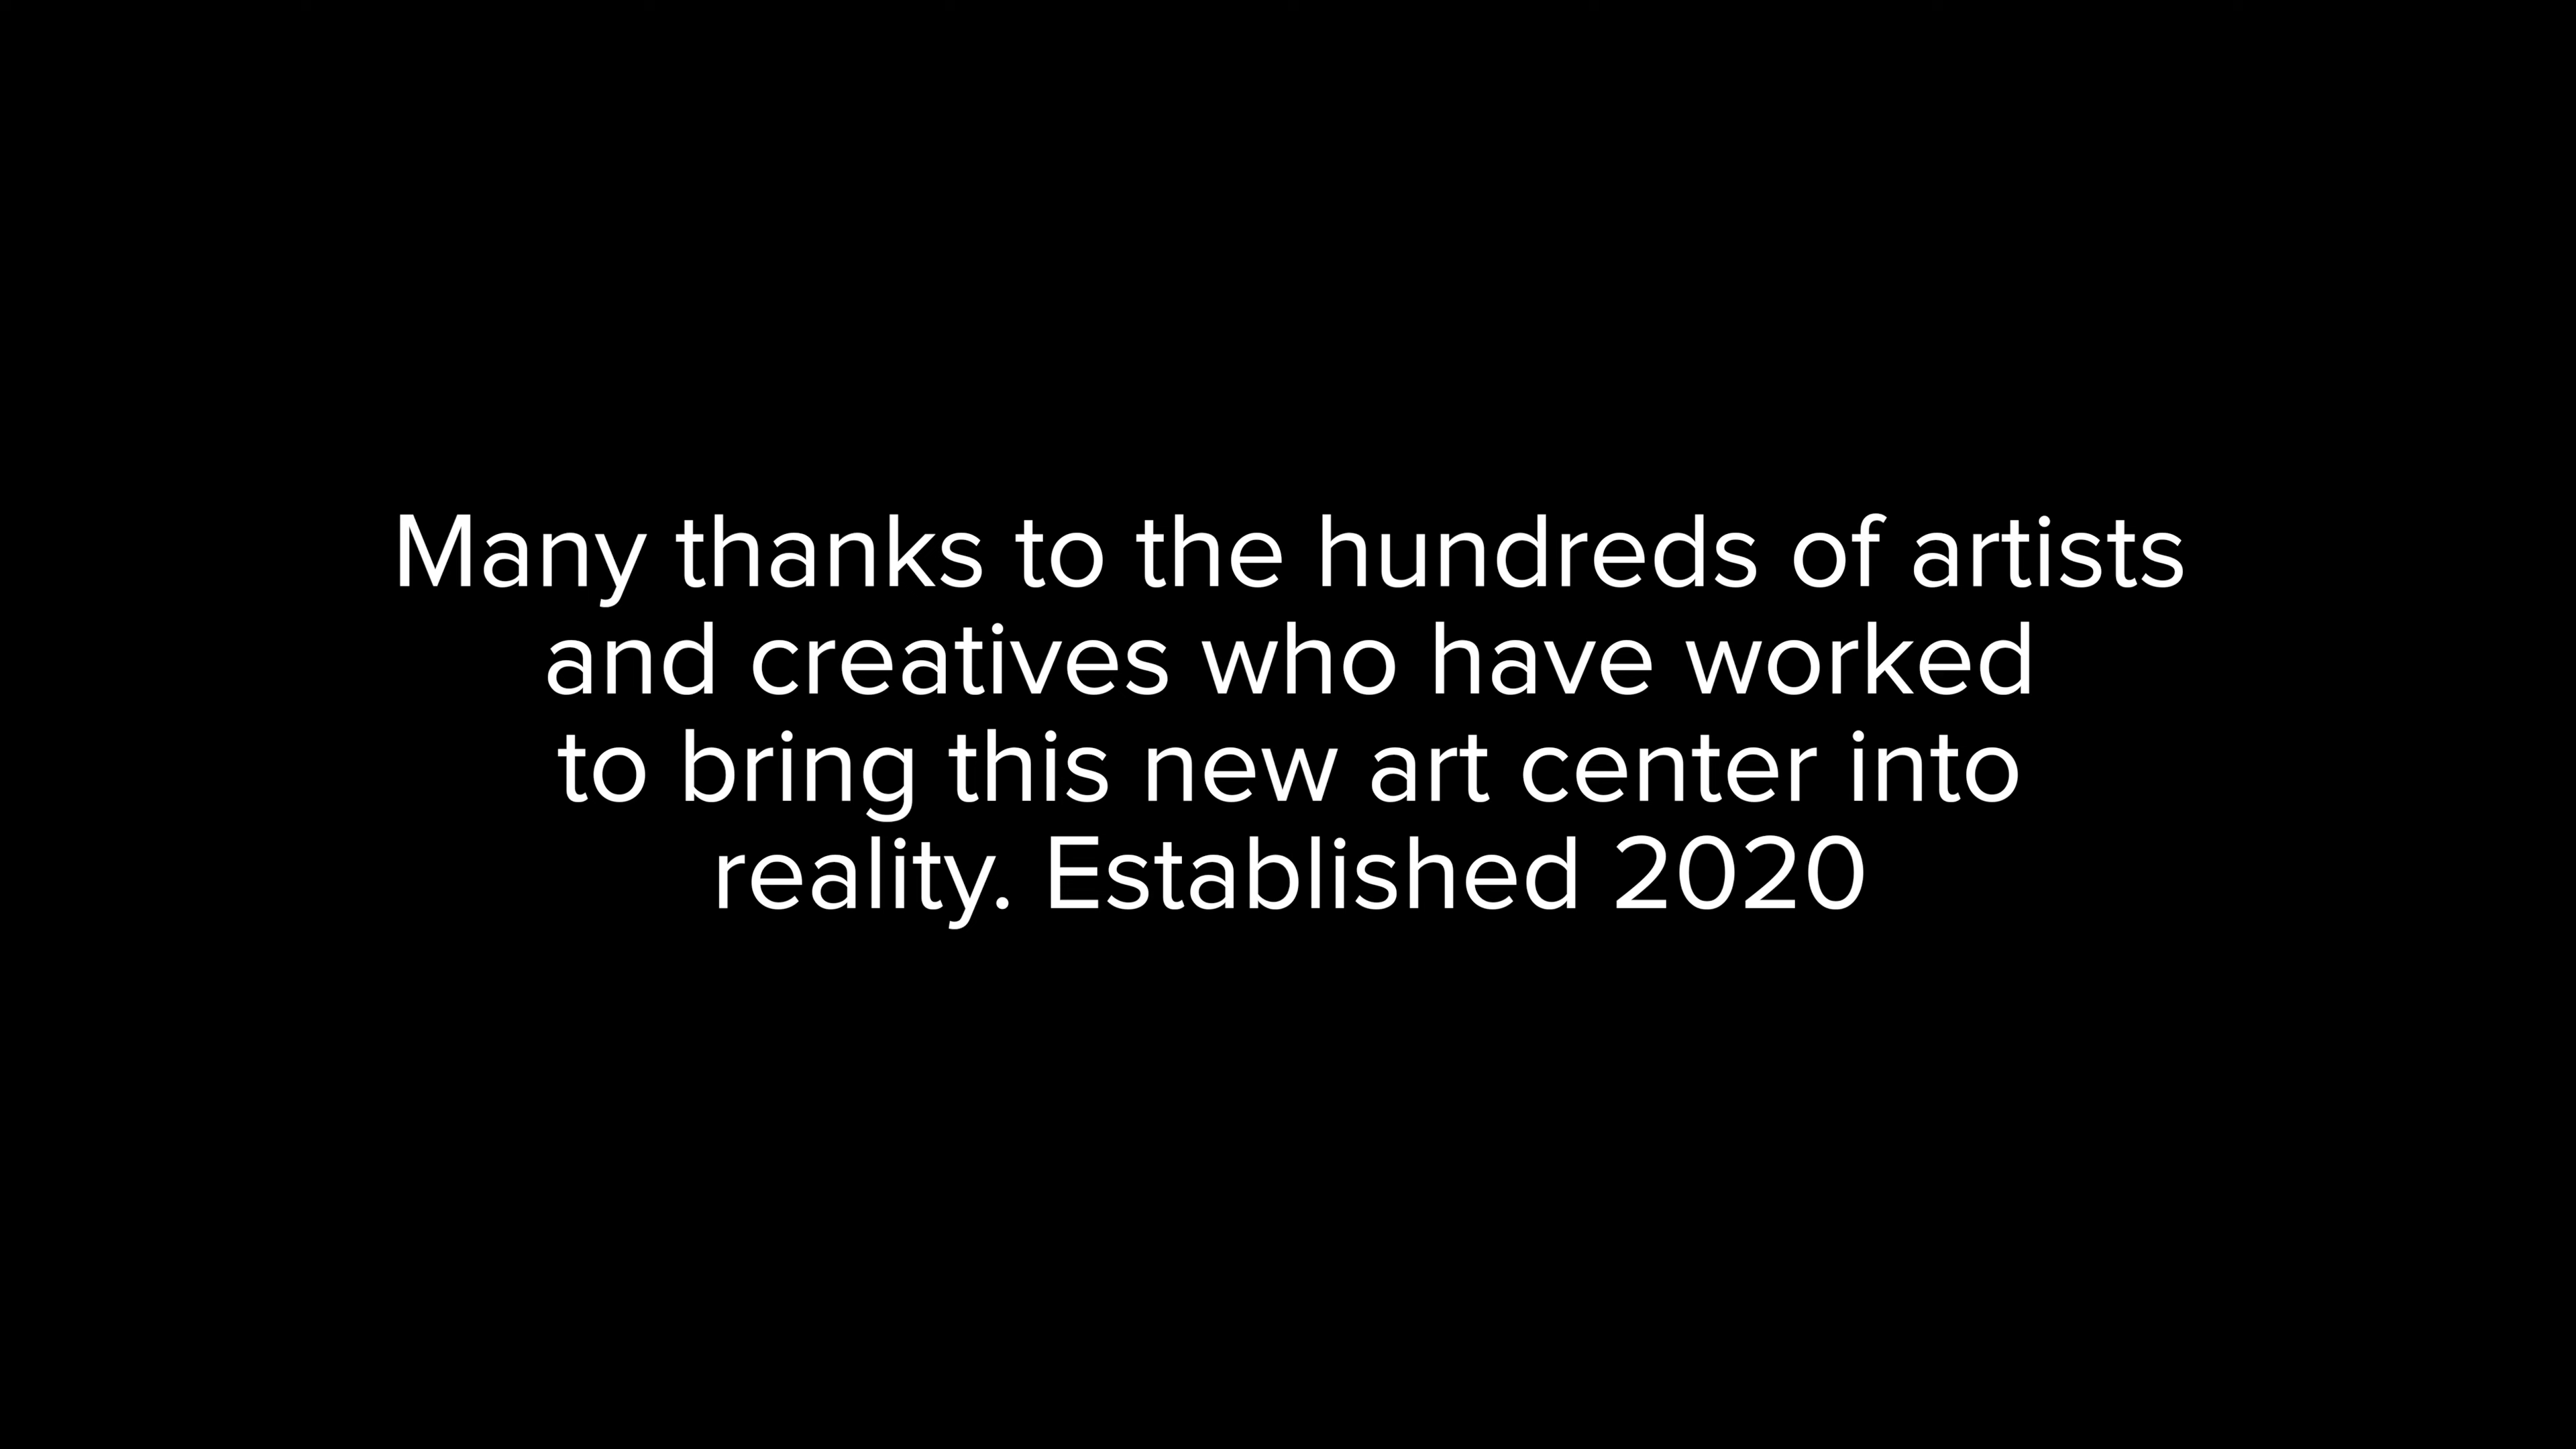 Many thanks to the hundreds of artists
and creatives who have worked
to bring this new art center into
reality. Established 2020